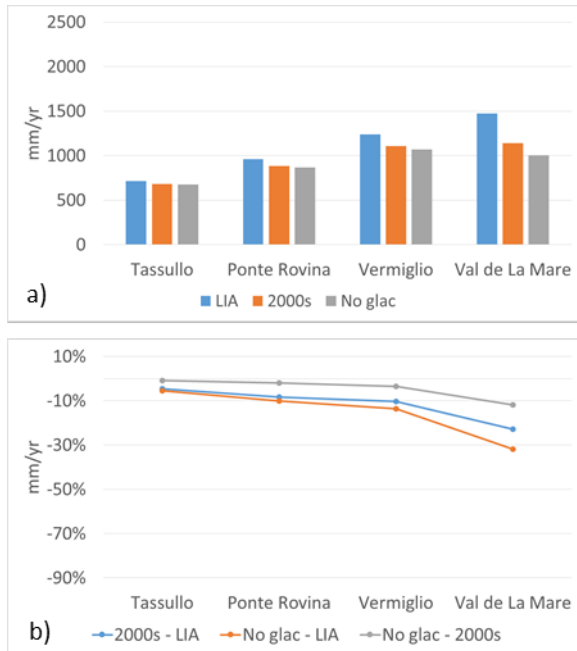 2500
2000
1500
1000
500
0
mm/yr
Tassullo Ponte Rovina Vermiglio Val de La Mare
a)
LIA 2000s No glac
10%
-10%
-30%
-50%
-70%
-90%
mm/yr
Tassullo Ponte Rovina Vermiglio Val de La Mare
b)
2000s - LIA No glac - LIA No glac - 2000s